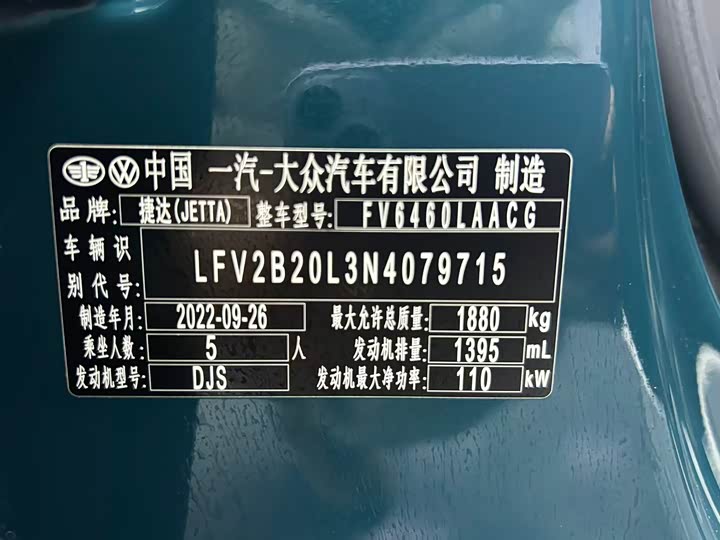 中国 一汽-大众汽车有限公司 制造
品牌: 捷达(JETTA) 整车型号: FV6460LAACG
车辆识别代号: LFV2B20L3N4079715
制造年月: 2022-09-26 最大允许总质量: 1880 kg
乘坐人数: 5 人 发动机排量: 1395 mL
发动机型号: DJS 发动机最大净功率: 110 kW